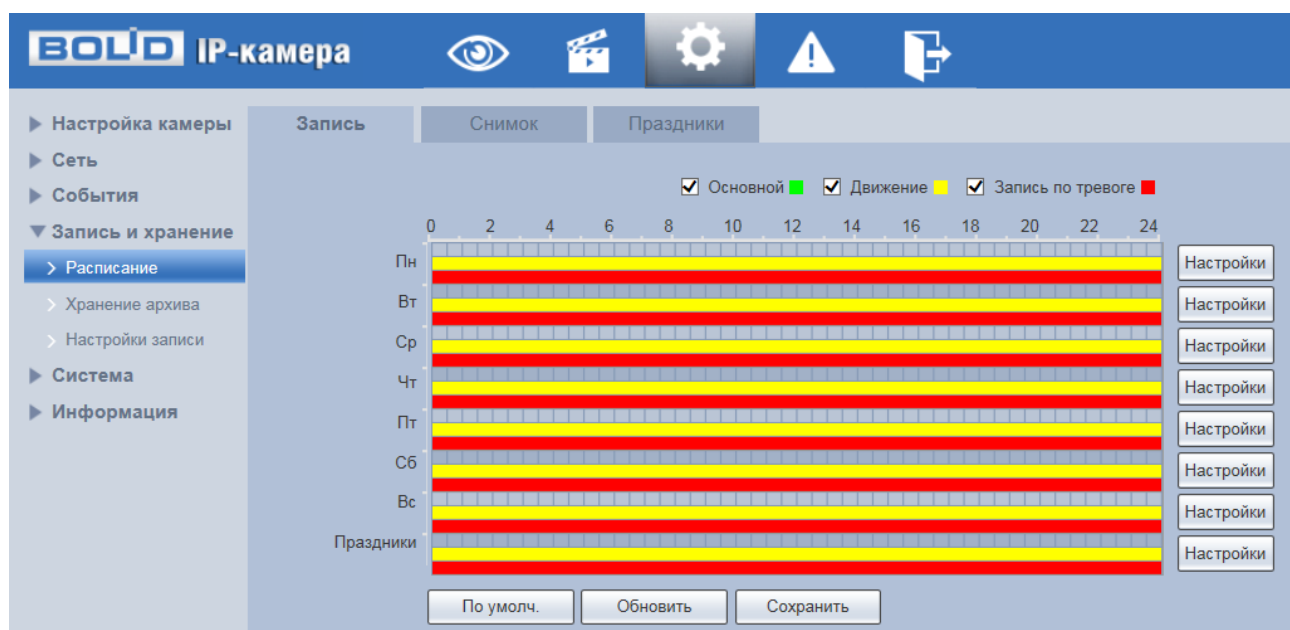 BOLID IP-камера
Настройка камеры
Сеть
События
Запись и хранение
Расписание
Хранение архива
Настройки записи
Система
Информация
Запись Снимок Праздники
Основной Движение Запись по тревоге
0 2 4 6 8 10 12 14 16 18 20 22 24
Пн Настройки
Вт Настройки
Ср Настройки
Чт Настройки
Пт Настройки
Сб Настройки
Вс Настройки
Праздники Настройки
По умолч. Обновить Сохранить